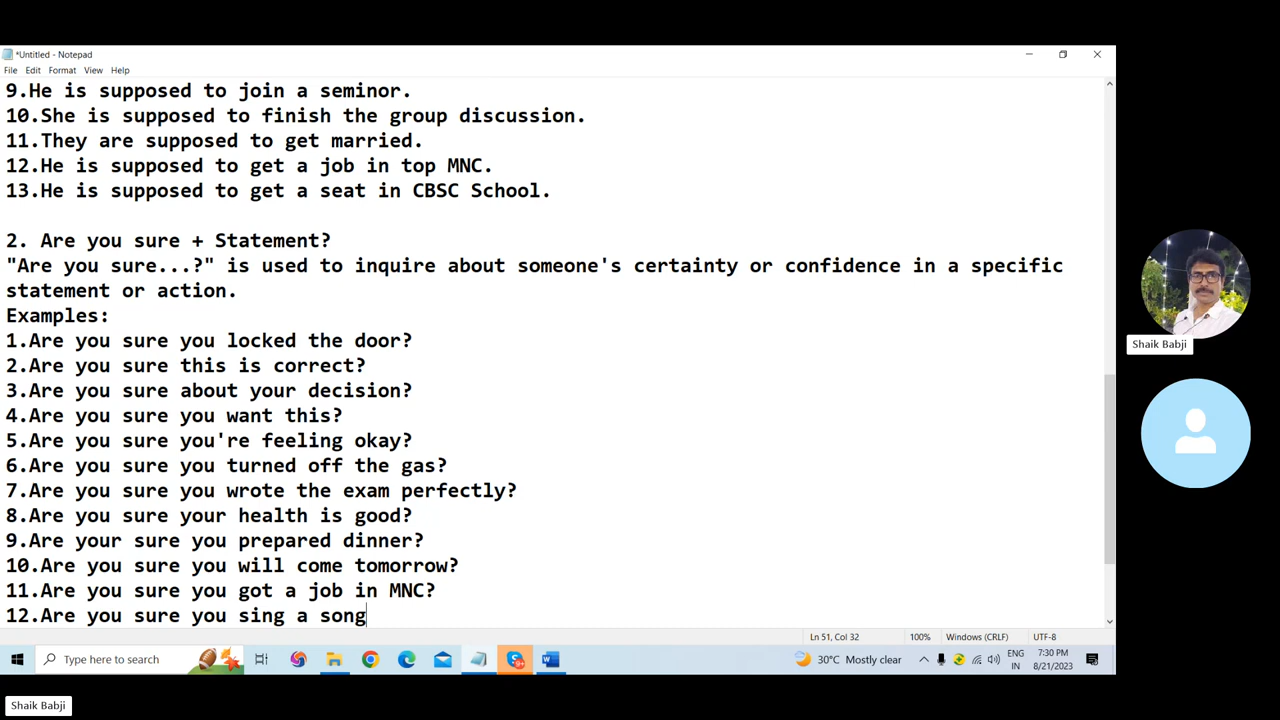 *Untitled - Notepad
File Edit Format View Help
9.He is supposed to join a seminor.
10.She is supposed to finish the group discussion.
11.They are supposed to get married.
12.He is supposed to get a job in top MNC.
13.He is supposed to get a seat in CBSC School.
2. Are you sure + Statement?
"Are you sure...?" is used to inquire about someone's certainty or confidence in a specific
statement or action.
Examples:
1.Are you sure you locked the door?
2.Are you sure this is correct?
3.Are you sure about your decision?
4.Are you sure you want this?
5.Are you sure you're feeling okay?
6.Are you sure you turned off the gas?
7.Are you sure you wrote the exam perfectly?
8.Are you sure your health is good?
9.Are your sure you prepared dinner?
10.Are you sure you will come tomorrow?
11.Are you sure you got a job in MNC?
12.Are you sure you sing a song
Shaik Babji
Ln 51, Col 32 100% Windows (CRLF) UTF-8
Type here to search
30°C Mostly clear
ENG
IN
7:30 PM
8/21/2023
Shaik Babji